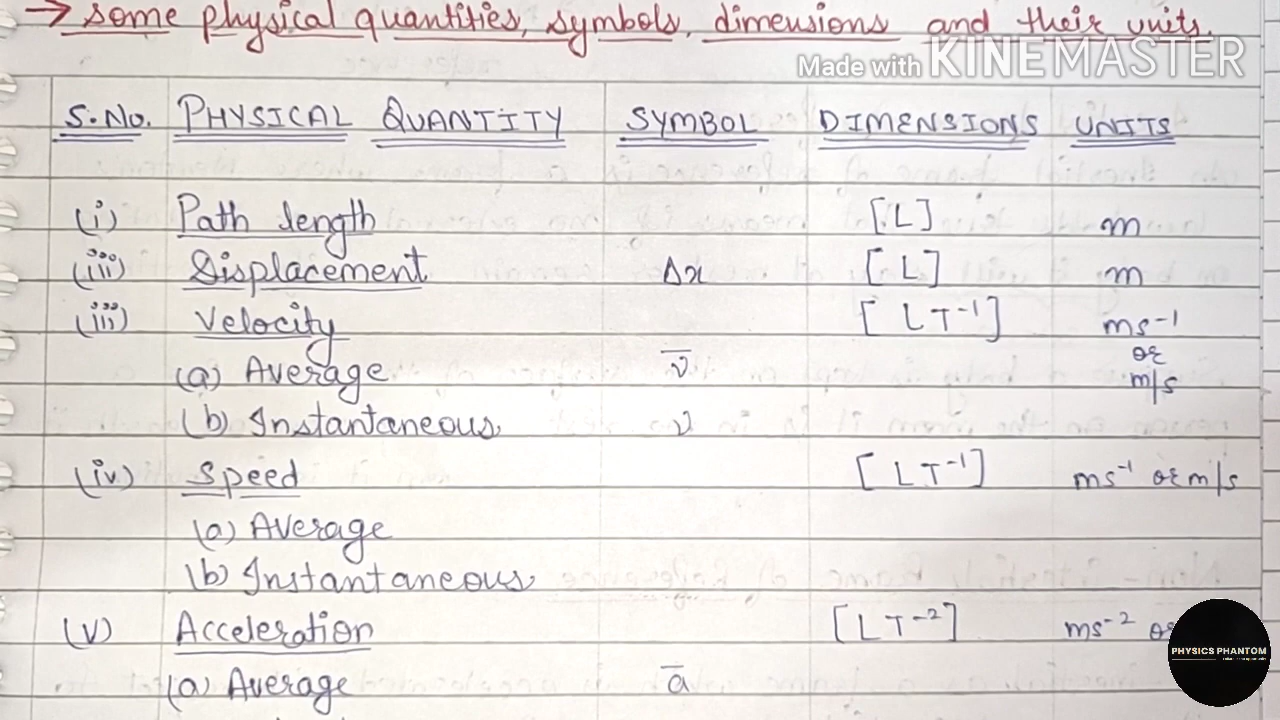 → Some physical quantities, symbols, dimensions and their units.
Made with KINEMASTER
S.No. PHYSICAL QUANTITY SYMBOL DIMENSIONS UNITS
(i) Path length [L] m
(iii) Displacement Δx [L] m
(iii) Velocity [LT⁻¹] ms⁻¹
or
(a) Average v̅ m/s
(b) Instantaneous v
(iv) Speed [LT⁻¹] ms⁻¹ or m/s
(a) Average
(b) Instantaneous
(v) Acceleration [LT⁻²] ms⁻²
PHYSICS PHANTOM
(a) Average a̅